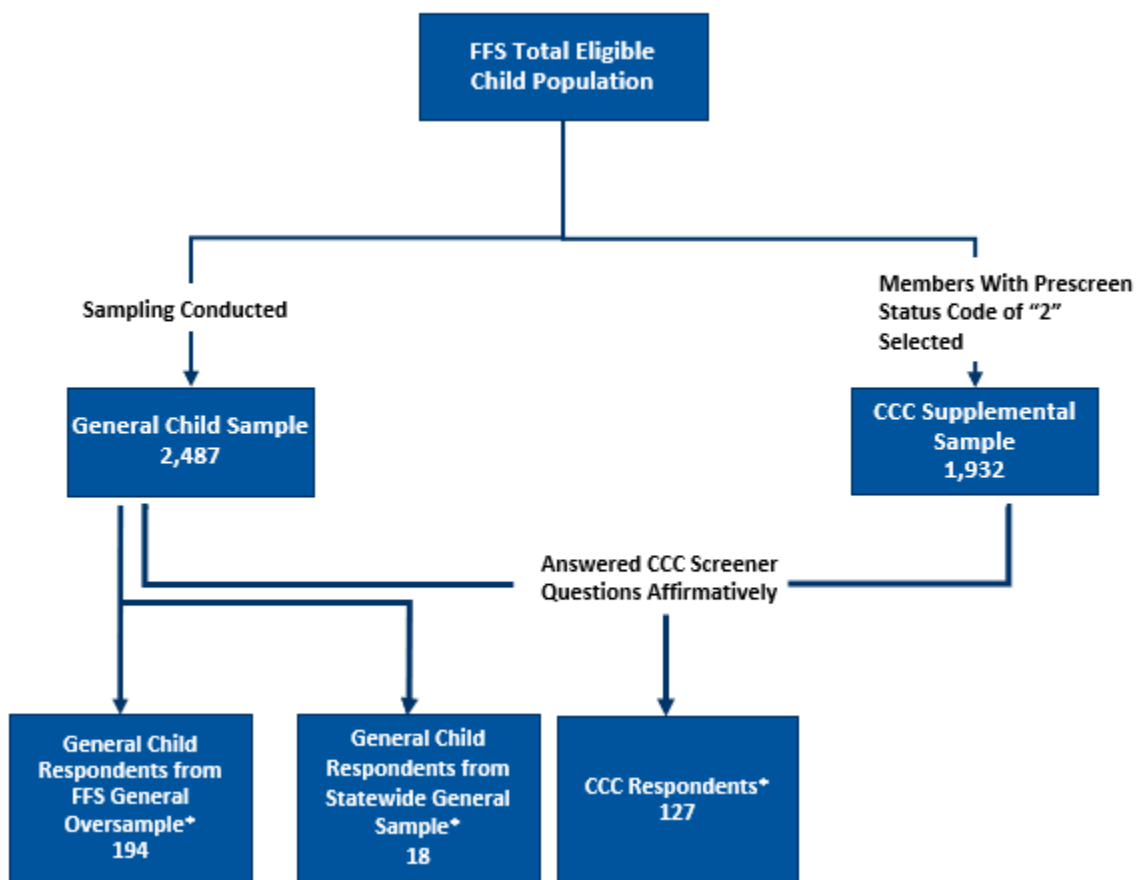 FFS Total Eligible
Child Population
Sampling Conducted
Members With Prescreen
Status Code of “2”
Selected
General Child Sample
2,487
CCC Supplemental
Sample
1,932
Answered CCC Screener
Questions Affirmatively
General Child
Respondents from
FFS General
Oversample⁺
194
General Child
Respondents from
Statewide General
Sample⁺
18
CCC Respondents⁺
127